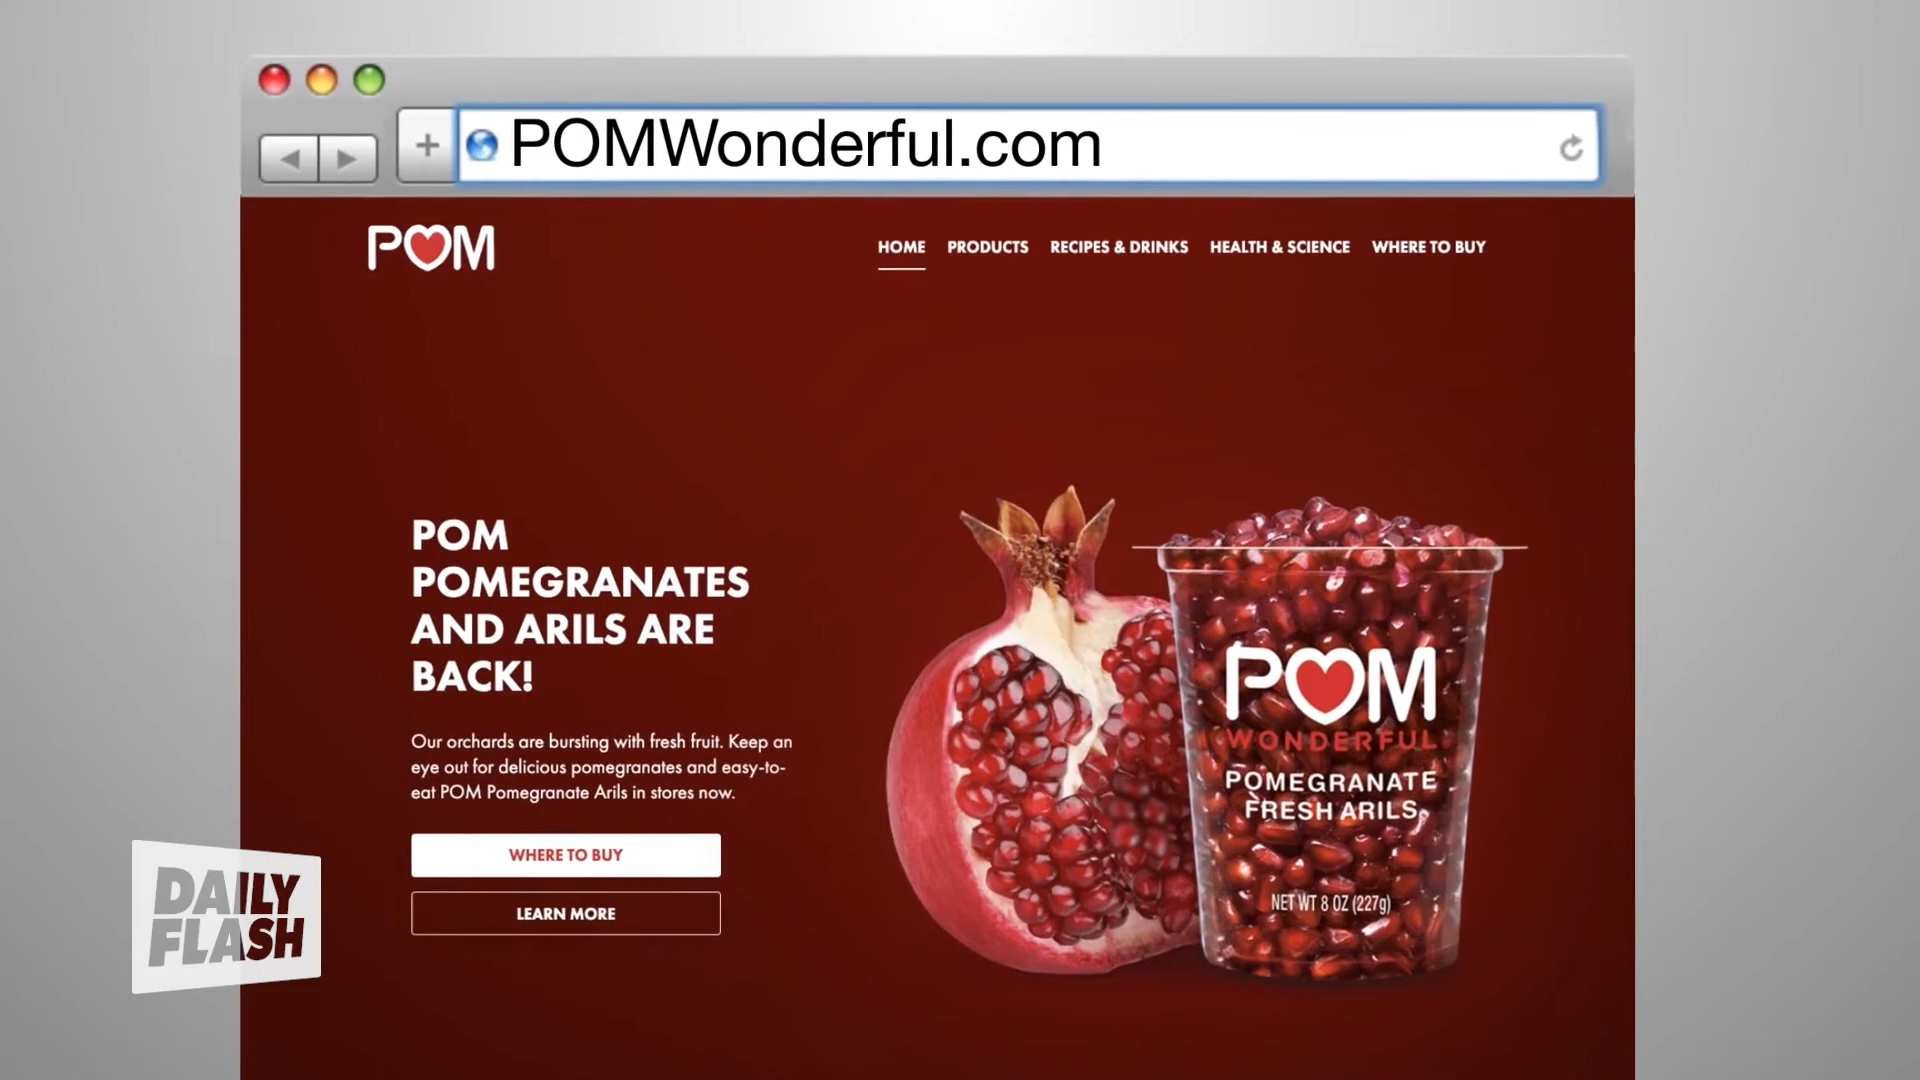 POMWonderful.com
POM
HOME PRODUCTS RECIPES & DRINKS HEALTH & SCIENCE WHERE TO BUY
POM
POMEGRANATES
AND ARILS ARE
BACK!
Our orchards are bursting with fresh fruit. Keep an
eye out for delicious pomegranates and easy-to-
eat POM Pomegranate Arils in stores now.
WHERE TO BUY
LEARN MORE
POM
WONDERFUL
POMEGRANATE
FRESH ARILS
NET WT 8 OZ (227g)
DAILY
FLASH